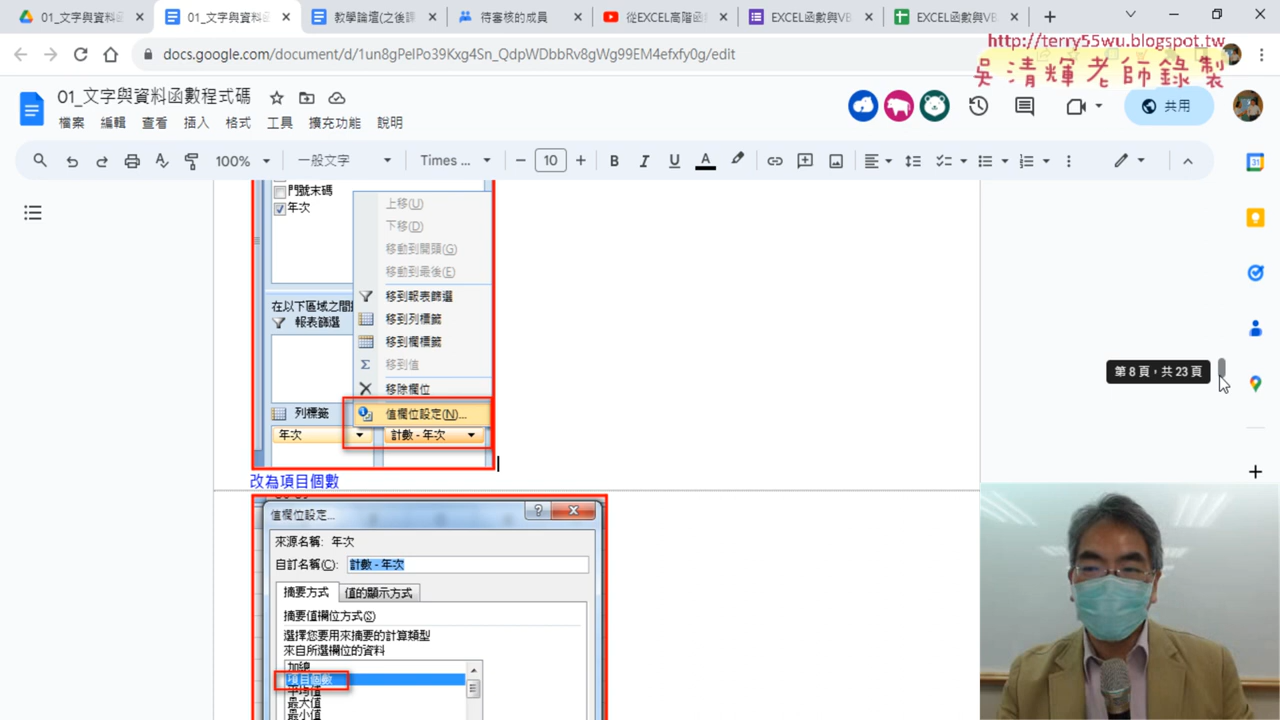 01_文字與資料函
01_文字與資料函
教學論壇(之後課
待審核的成員
從EXCEL高階函
EXCEL函數與VB
EXCEL函數與VB
docs.google.com/document/d/1un8gPelPo39Kxg4Sn_QdpWDbbRv8gWg99EM4efxfy0g/edit
http://terry55wu.blogspot.tw
吳清輝老師錄製
01_文字與資料函數程式碼
共用
檔案 編輯 查看 插入 格式 工具 擴充功能 說明
100% 一般文字 Times ... 10 B I U A
門號末碼
年次
上移(U)
下移(D)
移動到開頭(G)
移動到最後(E)
移到報表篩選
移到列標籤
移到欄標籤
移到值
移除欄位
值欄位設定(N)...
在以下區域之間
報表篩選
列標籤
年次
計數 - 年次
第 8 頁，共 23 頁
改為項目個數
值欄位設定...
來源名稱: 年次
自訂名稱(C): 計數 - 年次
摘要方式 值的顯示方式
摘要值欄位方式(S)
選擇您要用來摘要的計算類型
來自所選欄位的資料
加總
項目個數
平均值
最大值
最小值